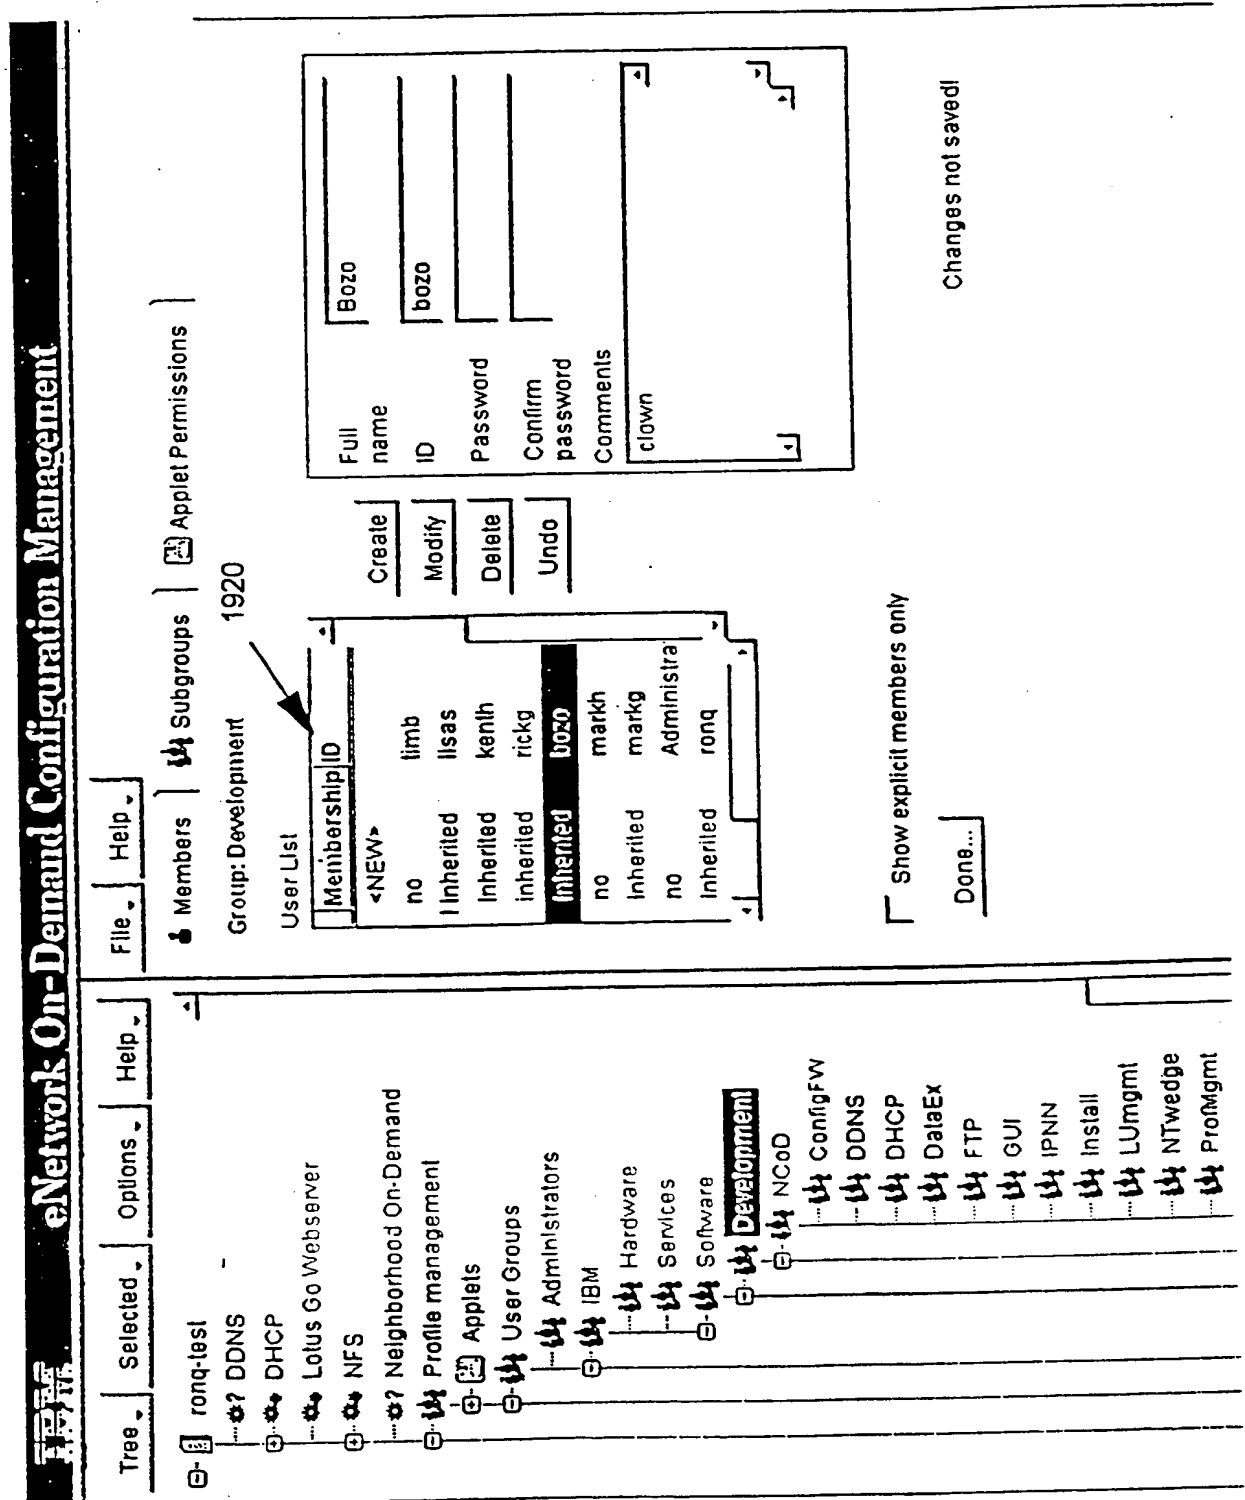 IBM
eNetwork On-Demand Configuration Management
Tree
Selected
Options
Help
ronq-test
? DDNS
DHCP
Lotus Go Webserver
NFS
? Neighborhood On-Demand
Profile management
Applets
User Groups
Administrators
IBM
Hardware
Services
Software
Development
NCoD
ConfigFW
DDNS
DHCP
DataEx
FTP
GUI
IPNN
Install
LUmgmt
NTwedge
ProfMgmt
File
Help
Members
Subgroups
Applet Permissions
Group: Development
1920
User List
Membership ID
<NEW>
no timb
Inherited lisas
Inherited kenth
inherited rickg
Inherited bozo
no markh
Inherited markg
no Administra
Inherited ronq
Create
Modify
Delete
Undo
Full name
Bozo
ID
bozo
Password
Confirm password
Comments
clown
Show explicit members only
Done...
Changes not saved!